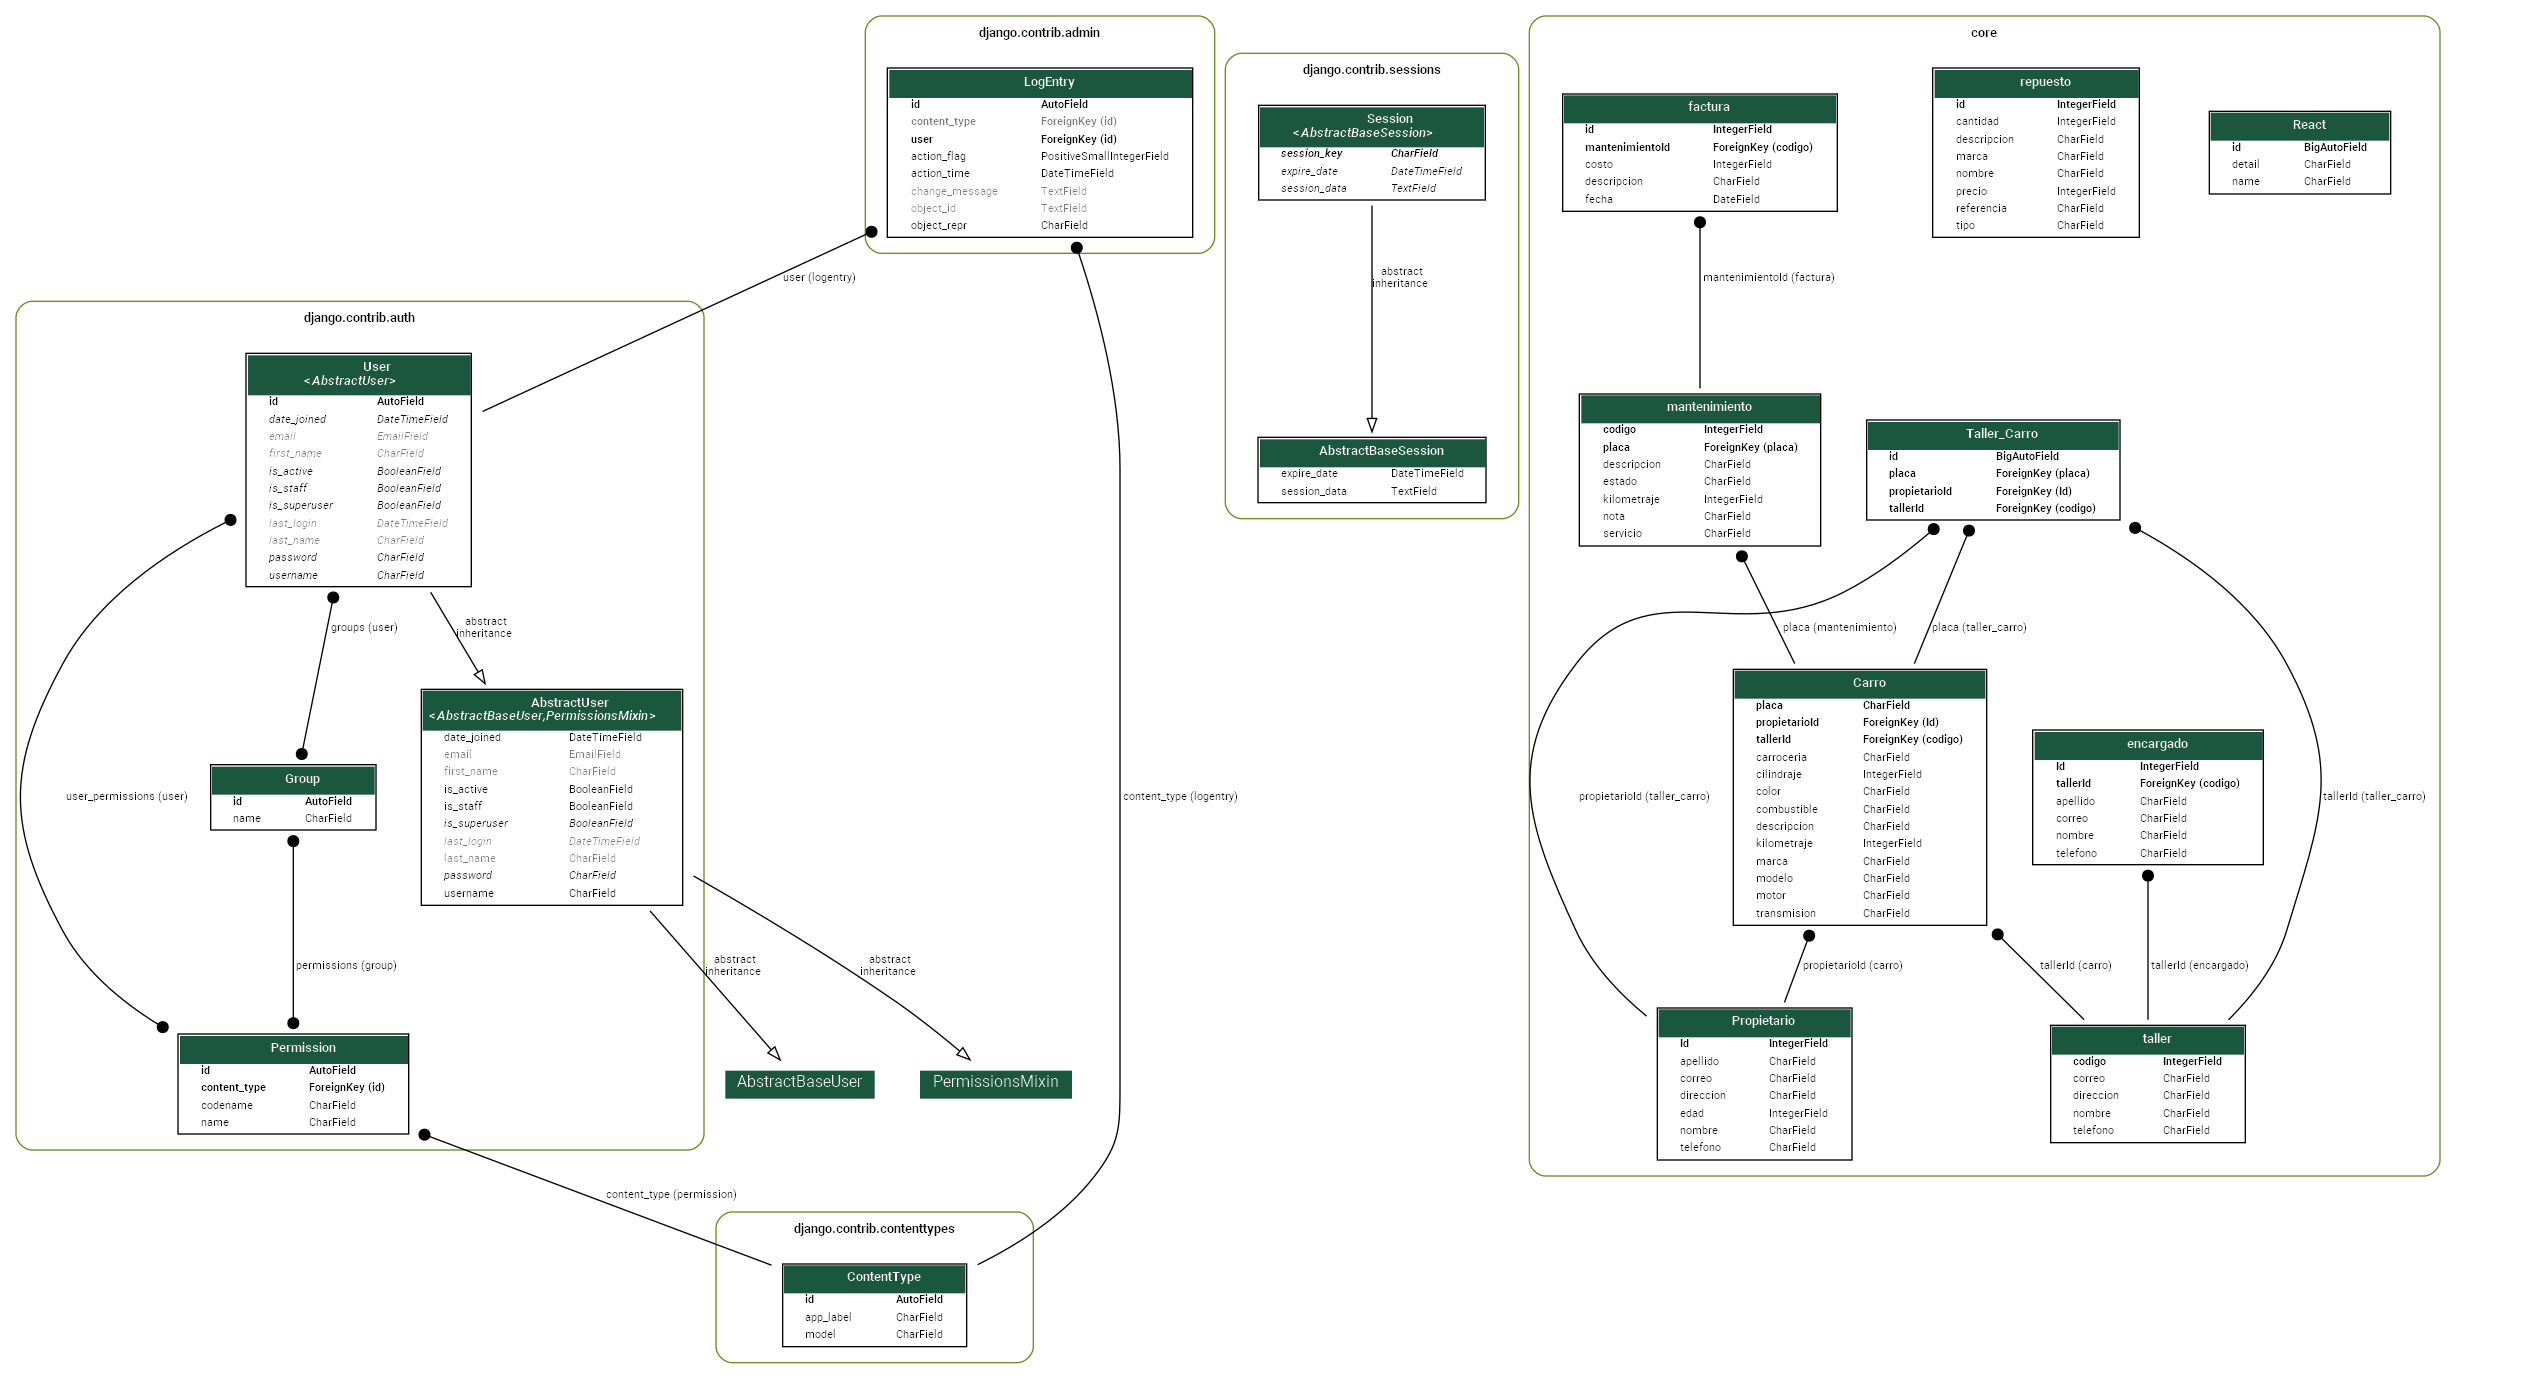 django.contrib.admin
LogEntry
id AutoField
content_type ForeignKey (id)
user ForeignKey (id)
action_flag PositiveSmallIntegerField
action_time DateTimeField
change_message TextField
object_id TextField
object_repr CharField
user (logentry)
content_type (logentry)
django.contrib.sessions
Session
<AbstractBaseSession>
session_key CharField
expire_date DateTimeField
session_data TextField
abstract
inheritance
AbstractBaseSession
expire_date DateTimeField
session_data TextField
django.contrib.auth
User
<AbstractUser>
id AutoField
date_joined DateTimeField
email EmailField
first_name CharField
is_active BooleanField
is_staff BooleanField
is_superuser BooleanField
last_login DateTimeField
last_name CharField
password CharField
username CharField
groups (user)
abstract
inheritance
user_permissions (user)
AbstractUser
<AbstractBaseUser,PermissionsMixin>
date_joined DateTimeField
email EmailField
first_name CharField
is_active BooleanField
is_staff BooleanField
is_superuser BooleanField
last_login DateTimeField
last_name CharField
password CharField
username CharField
Group
id AutoField
name CharField
permissions (group)
abstract
inheritance
abstract
inheritance
Permission
id AutoField
content_type ForeignKey (id)
codename CharField
name CharField
AbstractBaseUser
PermissionsMixin
content_type (permission)
django.contrib.contenttypes
ContentType
id AutoField
app_label CharField
model CharField
core
factura
id IntegerField
mantenimientoId ForeignKey (codigo)
costo IntegerField
descripcion CharField
fecha DateField
repuesto
id IntegerField
cantidad IntegerField
descripcion CharField
marca CharField
nombre CharField
precio IntegerField
referencia CharField
tipo CharField
React
id BigAutoField
detail CharField
name CharField
mantenimientoId (factura)
mantenimiento
codigo IntegerField
placa ForeignKey (placa)
descripcion CharField
estado CharField
kilometraje IntegerField
nota CharField
servicio CharField
Taller_Carro
id BigAutoField
placa ForeignKey (placa)
propietarioId ForeignKey (Id)
tallerId ForeignKey (codigo)
placa (mantenimiento)
placa (taller_carro)
propietarioId (taller_carro)
tallerId (taller_carro)
Carro
placa CharField
propietarioId ForeignKey (Id)
tallerId ForeignKey (codigo)
carroceria CharField
cilindraje IntegerField
color CharField
combustible CharField
descripcion CharField
kilometraje IntegerField
marca CharField
modelo CharField
motor CharField
transmision CharField
encargado
Id IntegerField
tallerId ForeignKey (codigo)
apellido CharField
correo CharField
nombre CharField
telefono CharField
propietarioId (carro)
tallerId (carro)
tallerId (encargado)
Propietario
Id IntegerField
apellido CharField
correo CharField
direccion CharField
edad IntegerField
nombre CharField
telefono CharField
taller
codigo IntegerField
correo CharField
direccion CharField
nombre CharField
telefono CharField